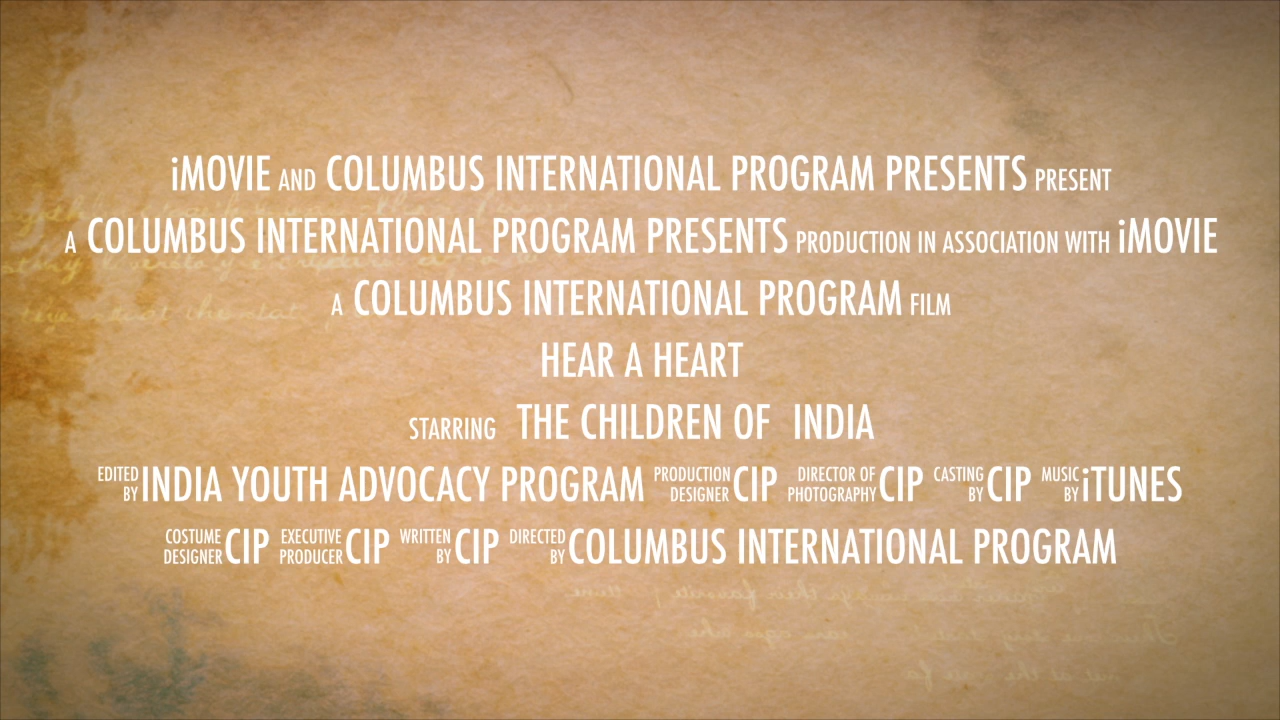 iMOVIE AND COLUMBUS INTERNATIONAL PROGRAM PRESENTS PRESENT
A COLUMBUS INTERNATIONAL PROGRAM PRESENTS PRODUCTION IN ASSOCIATION WITH iMOVIE
A COLUMBUS INTERNATIONAL PROGRAM FILM
HEAR A HEART
STARRING THE CHILDREN OF INDIA
EDITED BY INDIA YOUTH ADVOCACY PROGRAM PRODUCTION DESIGNER CIP DIRECTOR OF PHOTOGRAPHY CIP CASTING BY CIP MUSIC BY iTUNES
COSTUME DESIGNER CIP EXECUTIVE PRODUCER CIP WRITTEN BY CIP DIRECTED BY COLUMBUS INTERNATIONAL PROGRAM